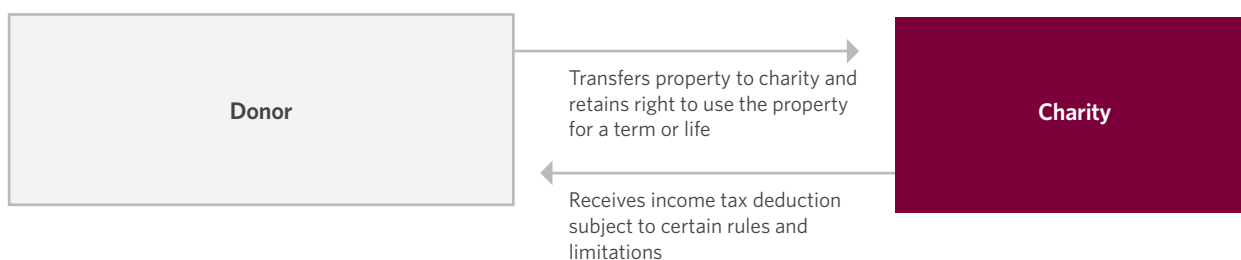 Donor
Transfers property to charity and
retains right to use the property
for a term or life
Charity
Receives income tax deduction
subject to certain rules and
limitations